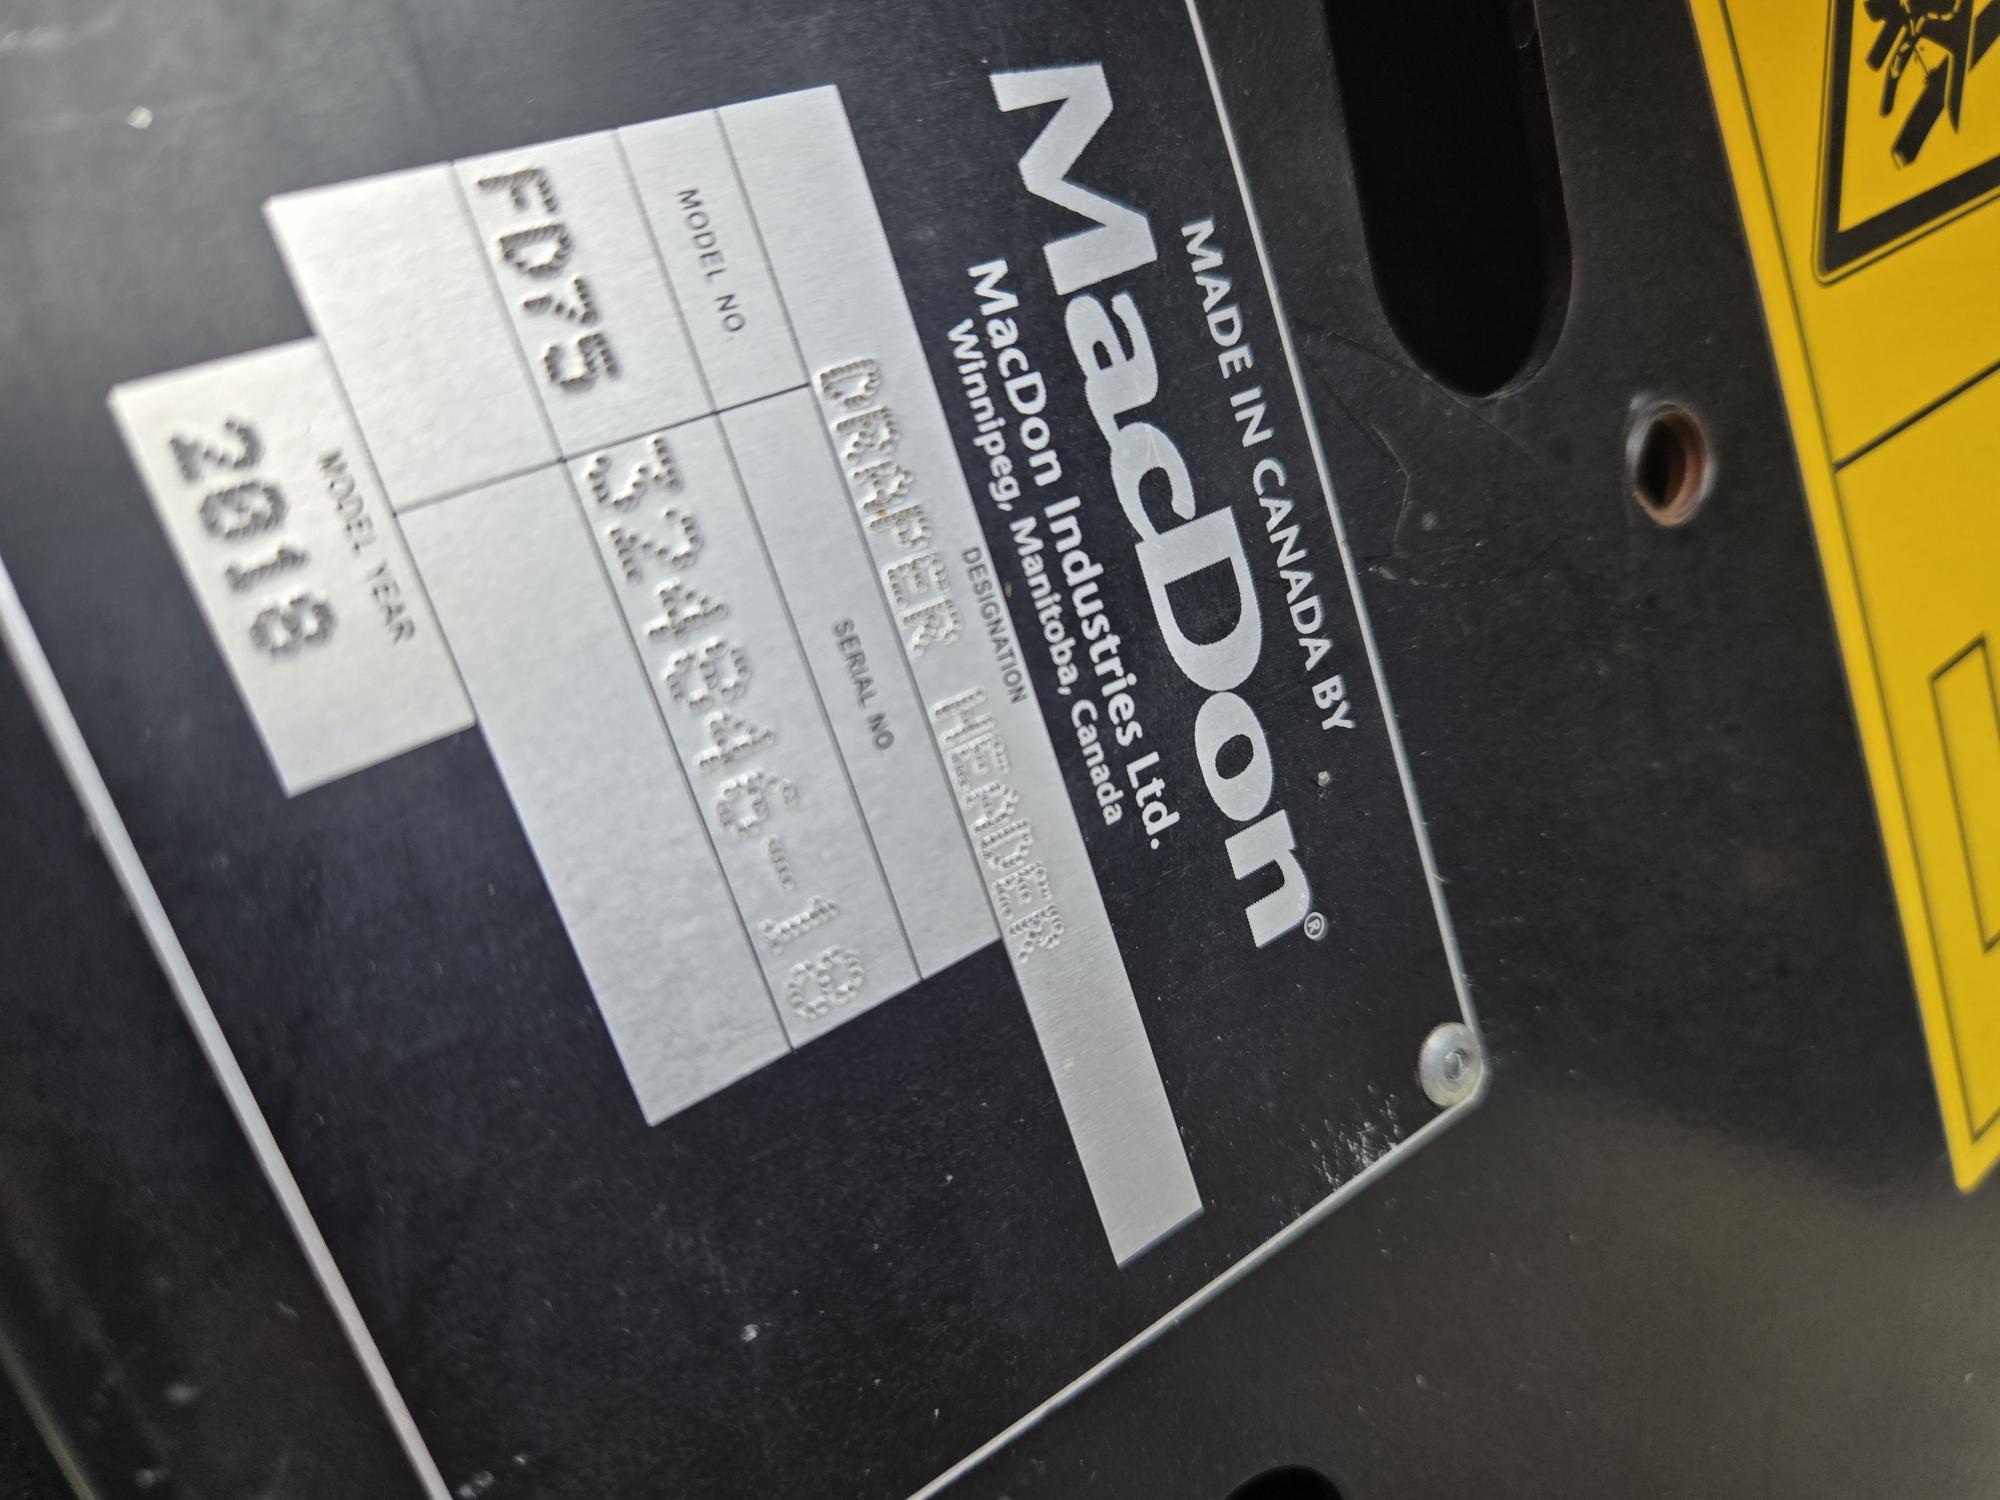 MADE IN CANADA BY
MacDon®
MacDon Industries Ltd.
Winnipeg, Manitoba, Canada
DESIGNATION
DRAPER HEADER
MODEL NO.
SERIAL NO.
FD75
324846-18
MODEL YEAR
2018